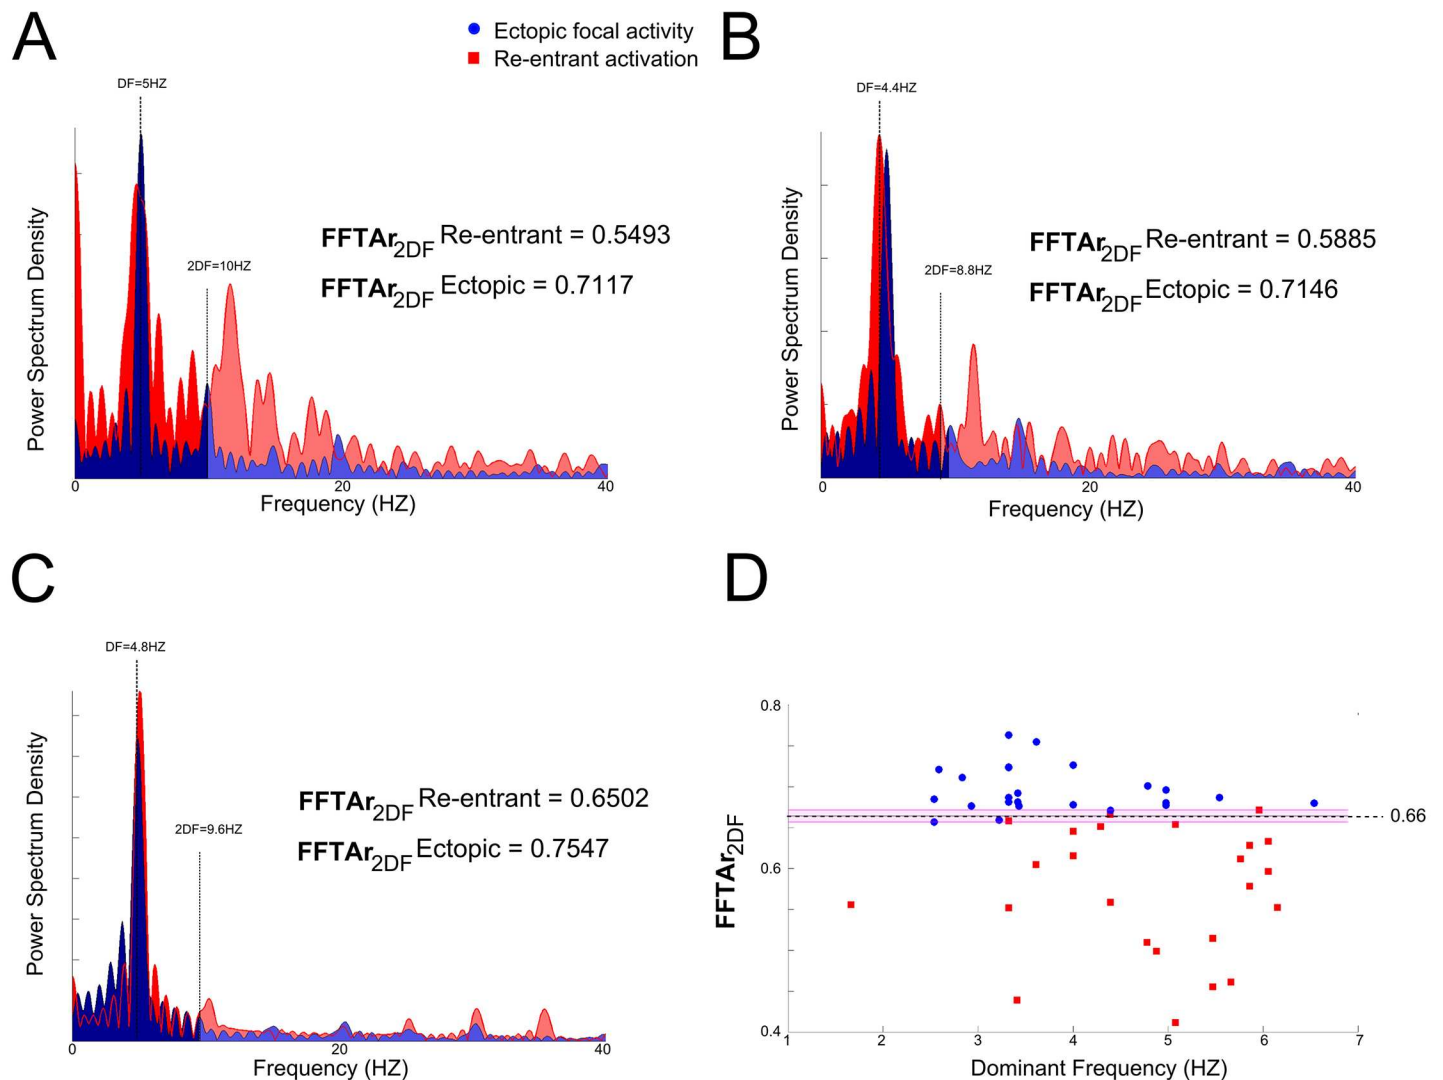 A
Ectopic focal activity
Re-entrant activation
DF=5HZ
Power Spectrum Density
FFTAr2DF Re-entrant = 0.5493
2DF=10HZ
FFTAr2DF Ectopic = 0.7117
0 20 40
Frequency (HZ)
B
DF=4.4HZ
Power Spectrum Density
FFTAr2DF Re-entrant = 0.5885
2DF=8.8HZ
FFTAr2DF Ectopic = 0.7146
0 20 40
Frequency (HZ)
C
DF=4.8HZ
Power Spectrum Density
FFTAr2DF Re-entrant = 0.6502
2DF=9.6HZ
FFTAr2DF Ectopic = 0.7547
0 20 40
Frequency (HZ)
D
0.8
0.66
FFTAr2DF
0.6
0.4
1 2 3 4 5 6 7
Dominant Frequency (HZ)